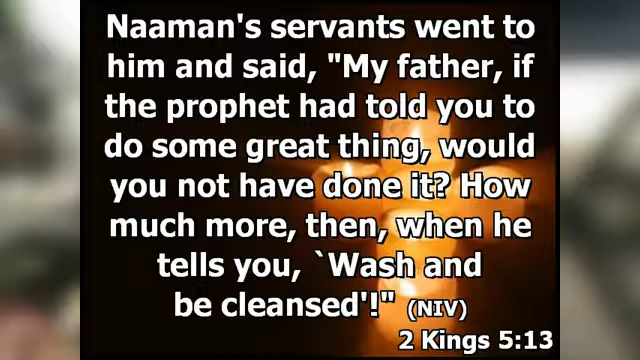 Naaman's servants went to
him and said, "My father, if
the prophet had told you to
do some great thing, would
you not have done it? How
much more, then, when he
tells you, `Wash and
be cleansed'!" (NIV)
2 Kings 5:13